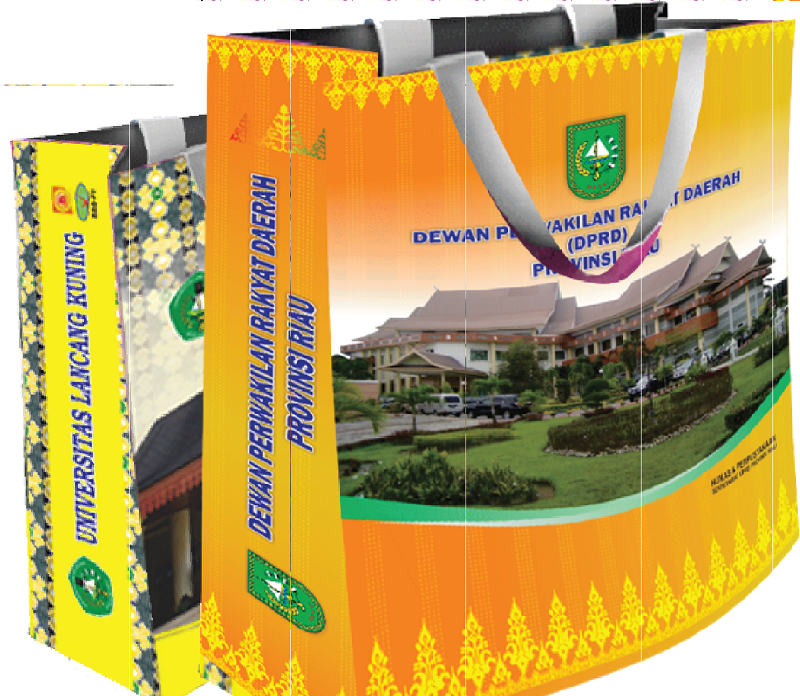 DEWAN PERWAKILAN RAKYAT DAERAH
(DPRD)
PROVINSI RIAU
DEWAN PERWAKILAN RAKYAT DAERAH
PROVINSI RIAU
UNIVERSITAS LANCANG KUNING